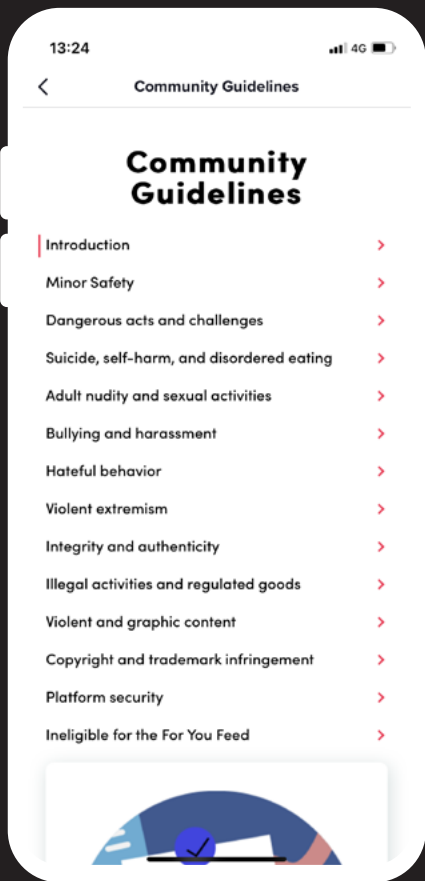 13:24
4G
Community Guidelines
Community
Guidelines
Introduction
Minor Safety
Dangerous acts and challenges
Suicide, self-harm, and disordered eating
Adult nudity and sexual activities
Bullying and harassment
Hateful behavior
Violent extremism
Integrity and authenticity
Illegal activities and regulated goods
Violent and graphic content
Copyright and trademark infringement
Platform security
Ineligible for the For You Feed